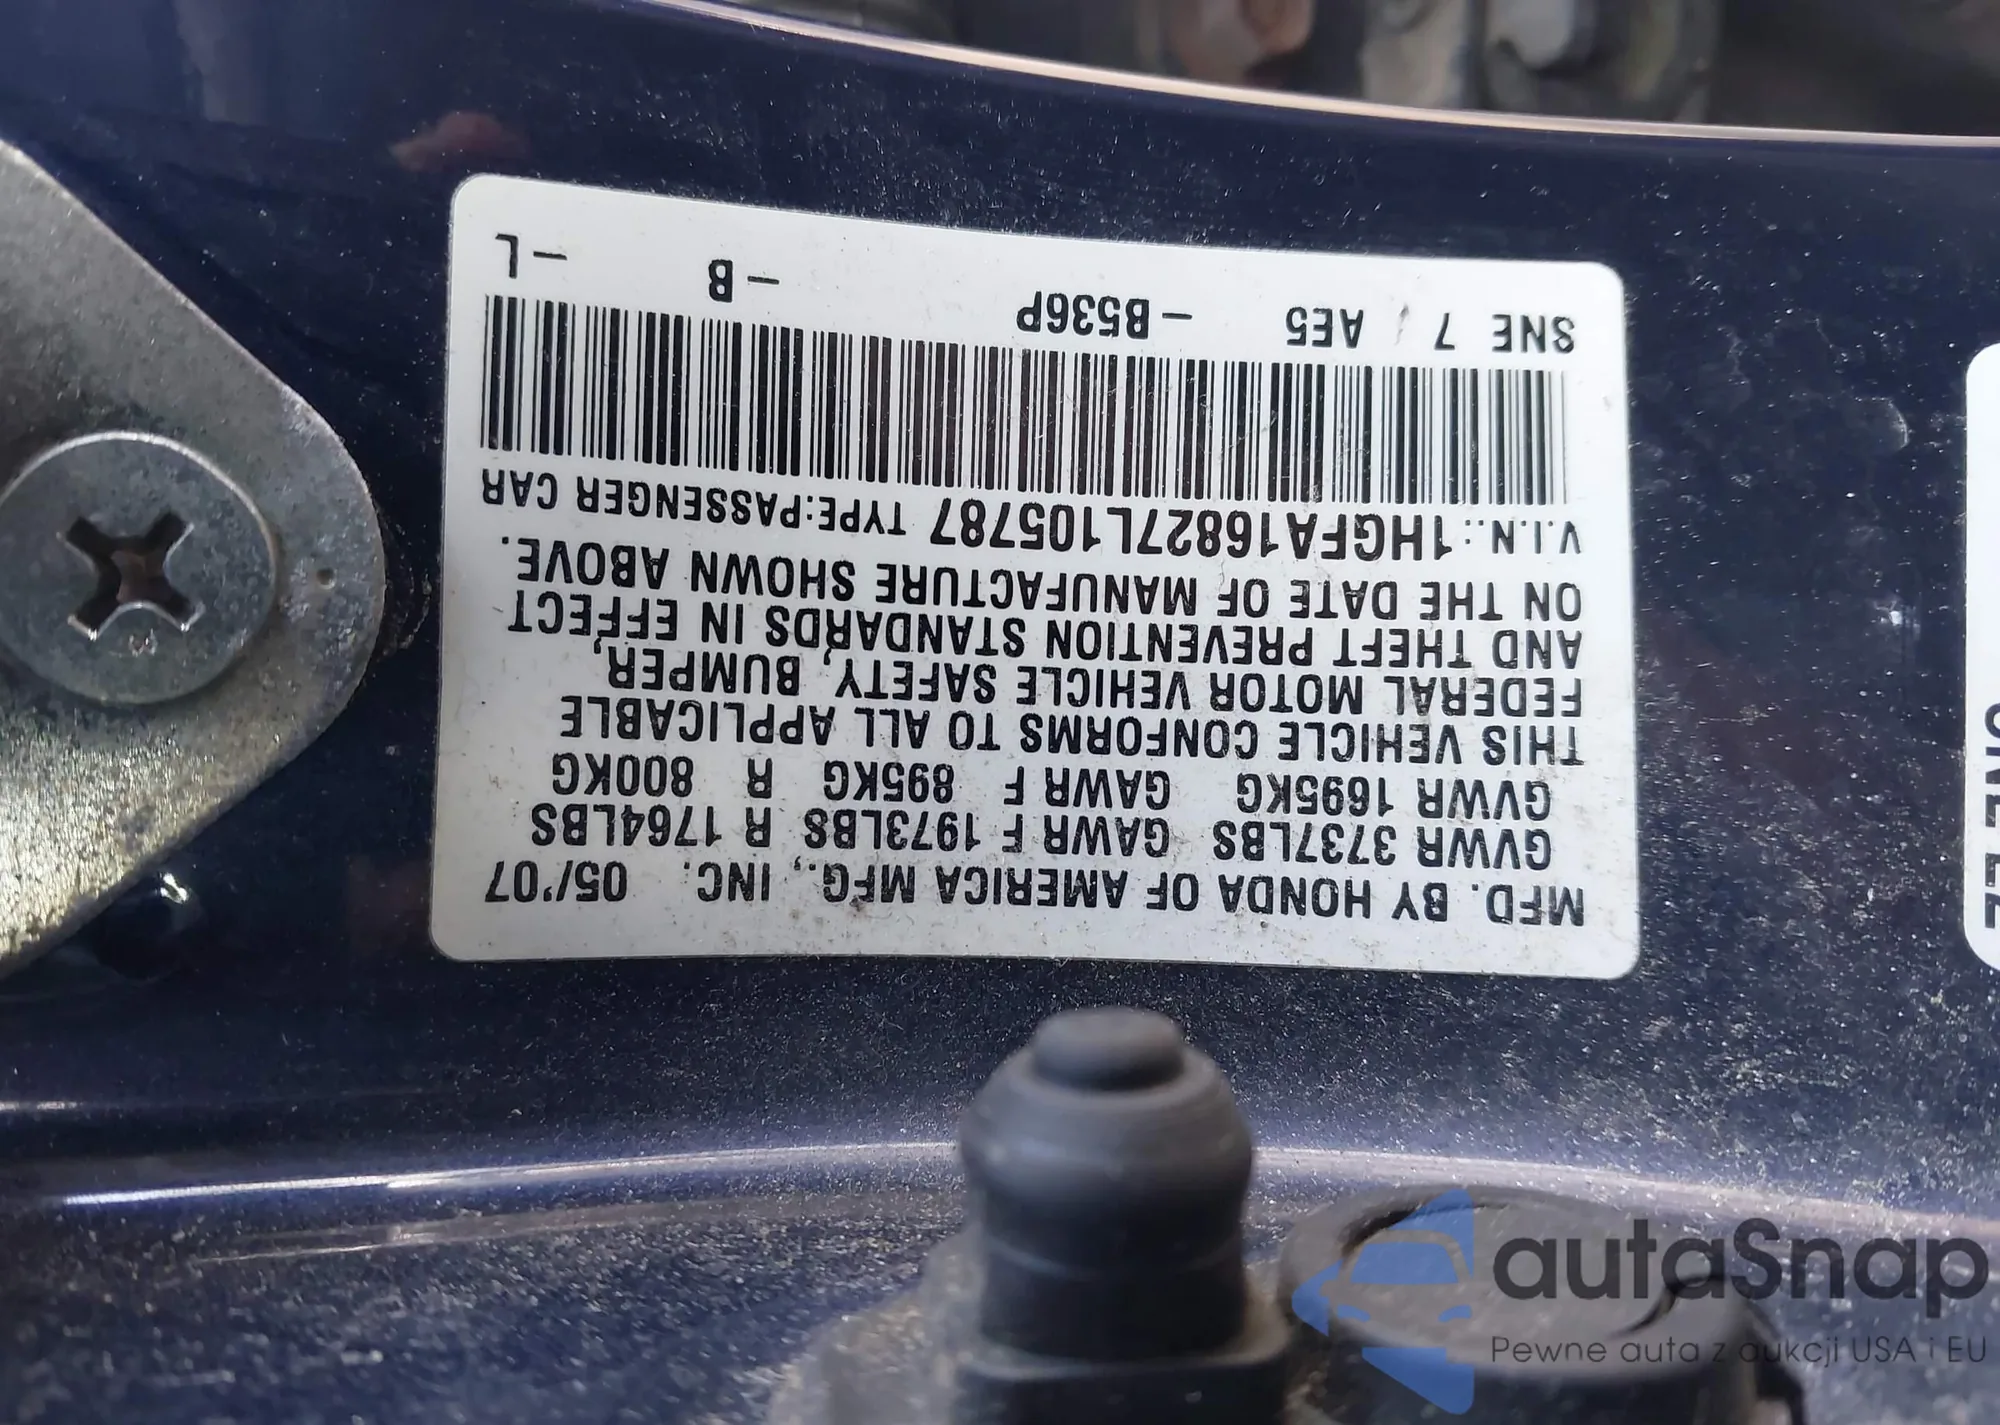 MFD. BY HONDA OF AMERICA MFG., INC. 05/'07
GVWR 3737LBS GAWR F 1973LBS R 1764LBS
GVWR 1695KG GAWR F 895KG R 800KG
THIS VEHICLE CONFORMS TO ALL APPLICABLE
FEDERAL MOTOR VEHICLE SAFETY, BUMPER,
AND THEFT PREVENTION STANDARDS IN EFFECT
ON THE DATE OF MANUFACTURE SHOWN ABOVE.
V.I.N.: 1HGFA16827L105787 TYPE:PASSENGER CAR
SNE 7 / AE5 –B536P –B –L
autaSnap
Pewne auta z aukcji USA i EU